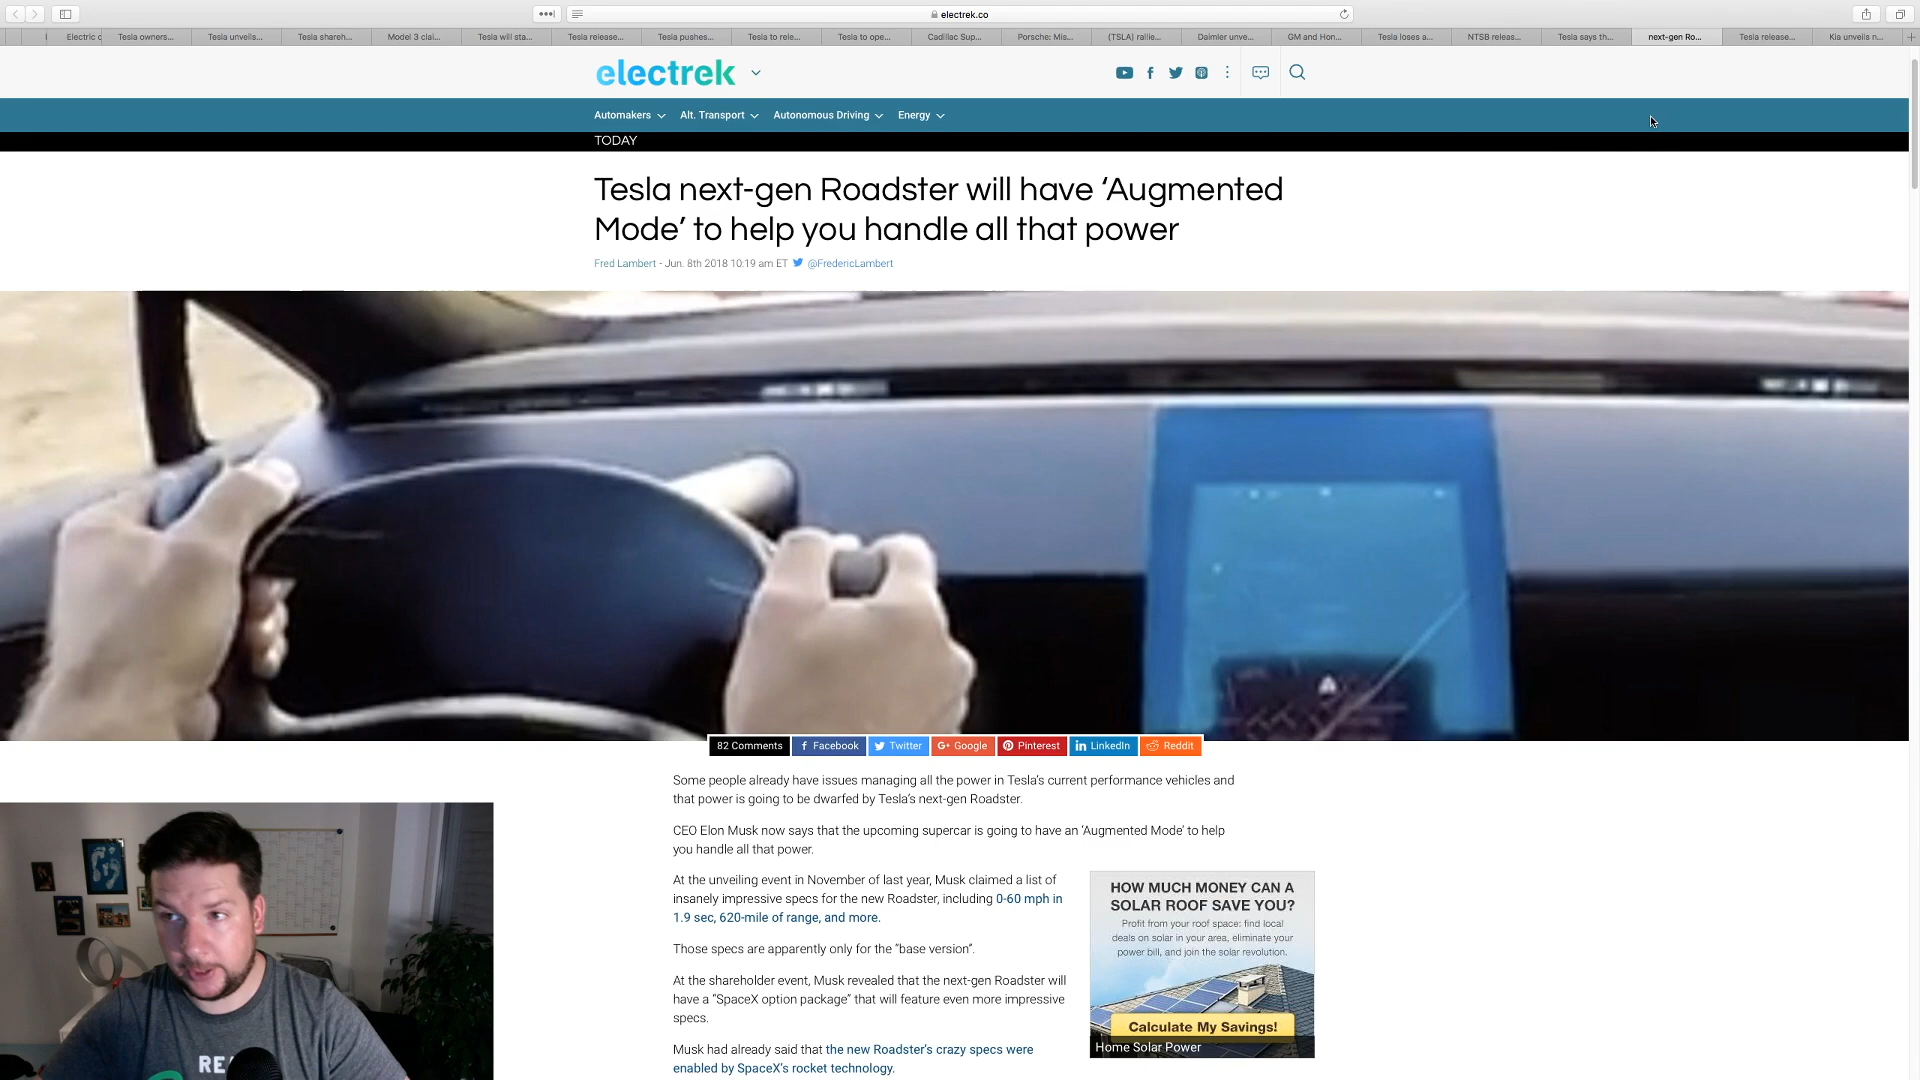 electrek.co
Electric c
Tesla owners...
Tesla unveils...
Tesla shareh...
Model 3 clai...
Tesla will sta...
Tesla release...
Tesla pushes...
Tesla to rele...
Tesla to ope...
Cadillac Sup...
Porsche: Mis...
(TSLA) rallie...
Daimler unve...
GM and Hon...
Tesla loses a...
NTSB releas...
Tesla says th...
next-gen Ro...
Tesla release...
Kia unveils n...
electrek
Automakers
Alt. Transport
Autonomous Driving
Energy
TODAY
Tesla next-gen Roadster will have ‘Augmented
Mode’ to help you handle all that power
Fred Lambert - Jun. 8th 2018 10:19 am ET @FredericLambert
82 Comments
Facebook
Twitter
G+ Google
Pinterest
in LinkedIn
Reddit
Some people already have issues managing all the power in Tesla’s current performance vehicles and
that power is going to be dwarfed by Tesla’s next-gen Roadster.
CEO Elon Musk now says that the upcoming supercar is going to have an ‘Augmented Mode’ to help
you handle all that power.
At the unveiling event in November of last year, Musk claimed a list of
insanely impressive specs for the new Roadster, including 0-60 mph in
1.9 sec, 620-mile of range, and more.
Those specs are apparently only for the “base version”.
At the shareholder event, Musk revealed that the next-gen Roadster will
have a “SpaceX option package” that will feature even more impressive
specs.
Musk had already said that the new Roadster’s crazy specs were
enabled by SpaceX’s rocket technology.
HOW MUCH MONEY CAN A
SOLAR ROOF SAVE YOU?
Profit from your roof space: find local
deals on solar in your area, eliminate your
power bill, and join the solar revolution.
Calculate My Savings!
Home Solar Power
RE